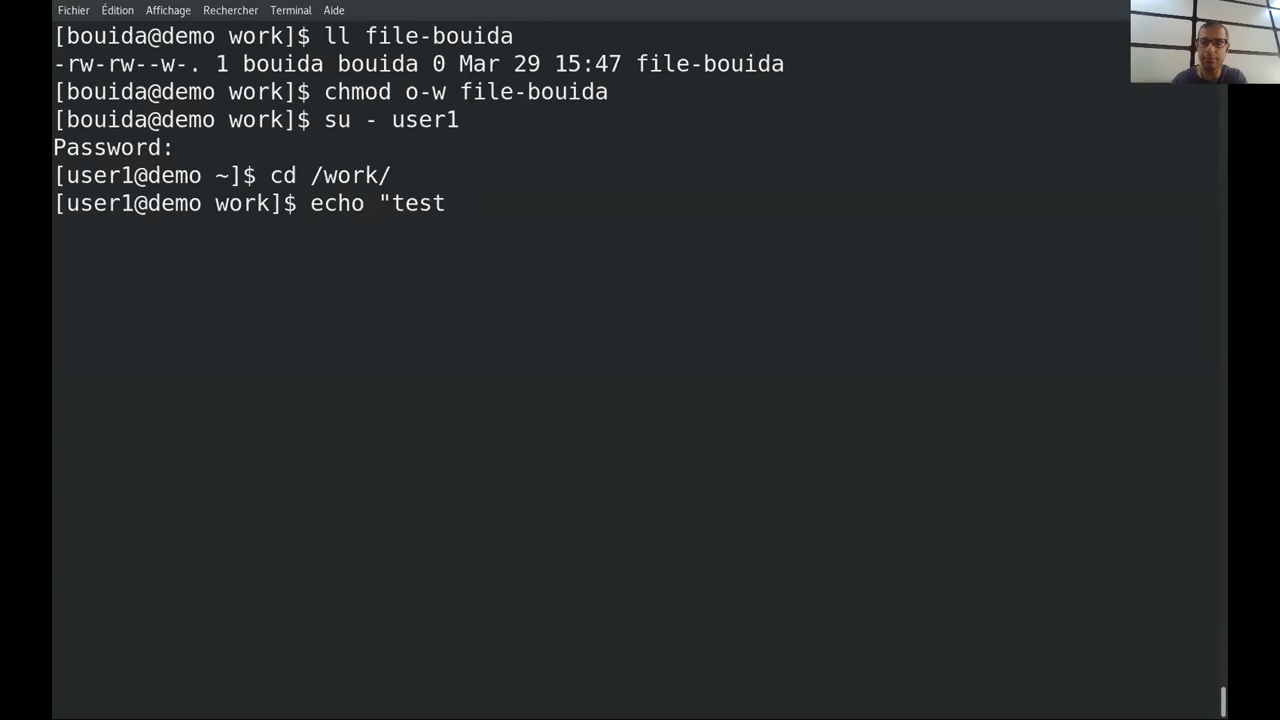 Fichier Édition Affichage Rechercher Terminal Aide
[bouida@demo work]$ ll file-bouida
-rw-rw--w-. 1 bouida bouida 0 Mar 29 15:47 file-bouida
[bouida@demo work]$ chmod o-w file-bouida
[bouida@demo work]$ su - user1
Password:
[user1@demo ~]$ cd /work/
[user1@demo work]$ echo "test